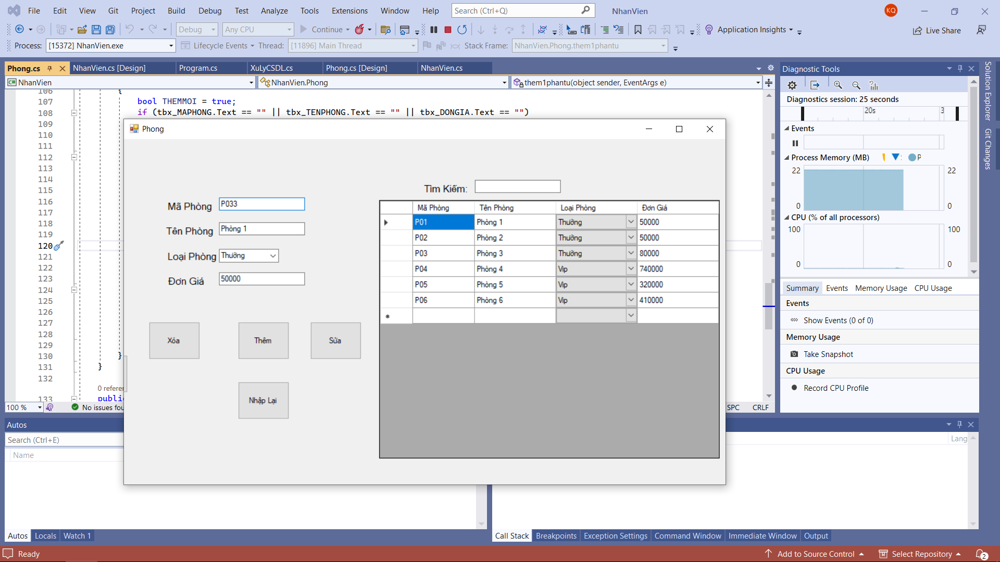 File Edit View Git Project Build Debug Test Analyze Tools Extensions Window Help Search (Ctrl+Q) NhanVien KQ
Debug Any CPU Continue Application Insights Live Share
Process: [15372] NhanVien.exe Lifecycle Events Thread: [11896] Main Thread Stack Frame: NhanVien.Phong.them1phantu
Phong.cs NhanVien.cs [Design] Program.cs XuLyCSDL.cs Phong.cs [Design] NhanVien.cs
C# NhanVien NhanVien.Phong them1phantu(object sender, EventArgs e)
106 {
107 bool THEMMOI = true;
108 if (tbx_MAPHONG.Text == "" || tbx_TENPHONG.Text == "" || tbx_DONGIA.Text == "")
109
110
111
112
113
114
115
116
117
118
119
120
121
122
123
124
125
126
127
128
129
130 }
131 }
132
0 refere
133 publi
100 % No issues fou SPC CRLF
Phong
Tìm Kiếm:
Mã Phòng P033
Tên Phòng Phòng 1
Loại Phòng Thường
Đơn Giá 50000
Xóa Thêm Sửa
Nhập Lại
Mã Phòng Tên Phòng Loại Phòng Đơn Giá
P01 Phòng 1 Thường 50000
P02 Phòng 2 Thường 50000
P03 Phòng 3 Thường 80000
P04 Phòng 4 Vip 740000
P05 Phòng 5 Vip 320000
P06 Phòng 6 Vip 410000
Diagnostic Tools
Diagnostics session: 25 seconds
20s 3
Events
Process Memory (MB) P
22 22
0 0
CPU (% of all processors)
100 100
0 0
Summary Events Memory Usage CPU Usage
Events
Show Events (0 of 0)
Memory Usage
Take Snapshot
CPU Usage
Record CPU Profile
Solution Explorer
Git Changes
Autos
Search (Ctrl+E)
Name
Lang
Autos Locals Watch 1
Call Stack Breakpoints Exception Settings Command Window Immediate Window Output
Ready Add to Source Control Select Repository 2